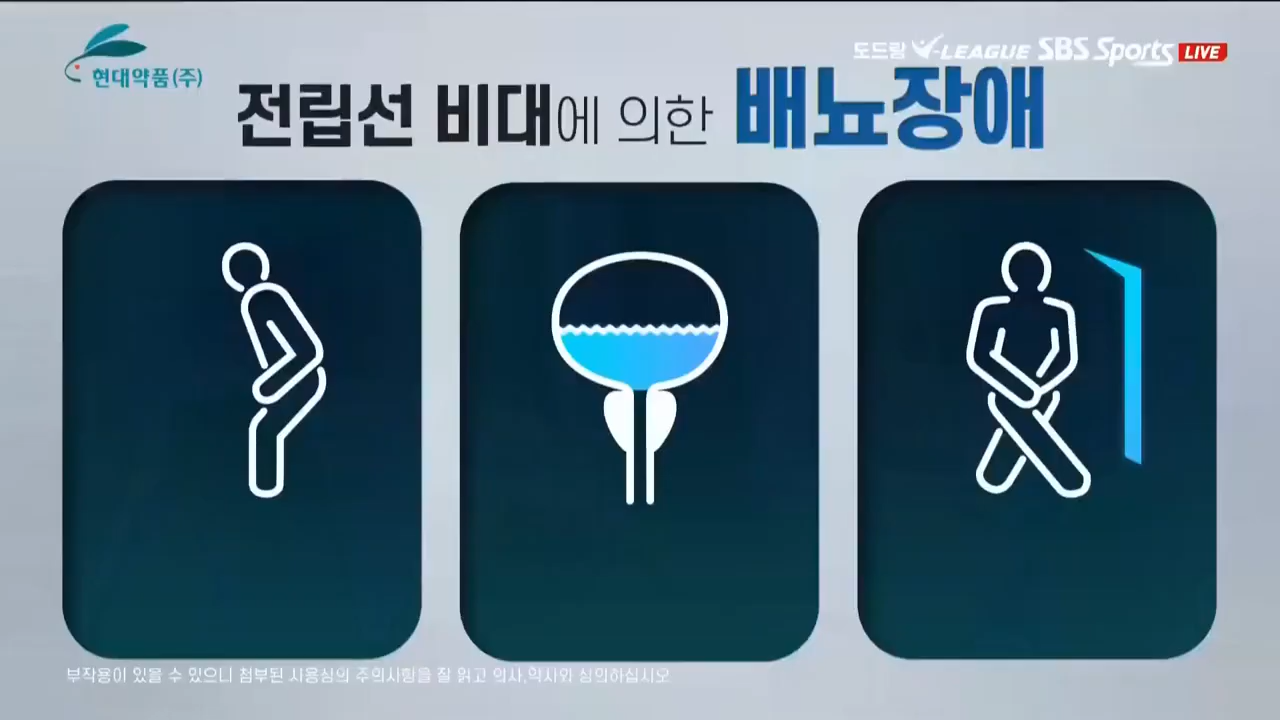 현대약품(주)
도드람 V-LEAGUE SBS Sports LIVE
전립선 비대에 의한 배뇨장애
부작용이 있을 수 있으니 첨부된 사용상의 주의사항을 잘 읽고 의사,약사와 상의하십시오